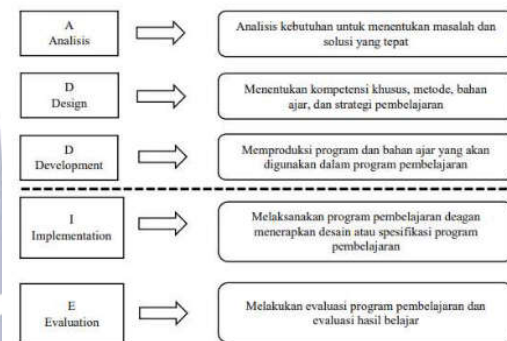 A
Analisis
Analisis kebutuhan untuk menentukan masalah dan
solusi yang tepat
D
Design
Menentukan kompetensi khusus, metode, bahan
ajar, dan strategi pembelajaran
D
Development
Memproduksi program dan bahan ajar yang akan
digunakan dalam program pembelajaran
I
Implementation
Melaksanakan program pembelajaran deagan
menerapkan desain atau spesifikasi program
pembelajaran
E
Evaluation
Melakukan evaluasi program pembelajaran dan
evaluasi hasil belajar